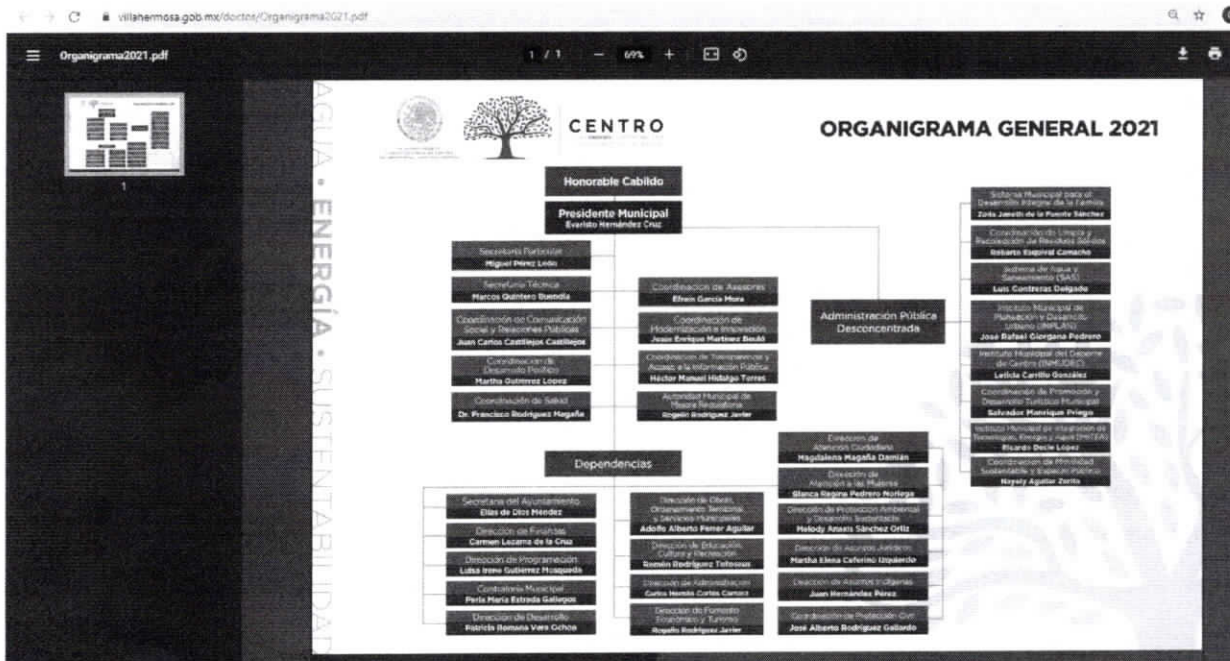 villahermosa.gob.mx/doctos/Organigrama2021.pdf
Organigrama2021.pdf
1 / 1
69%
1
AGUA • ENERGÍA • SUSTENTABILIDAD
CENTRO
ORGANIGRAMA GENERAL 2021
Honorable Cabildo
Presidente Municipal
Evaristo Hernández Cruz
Secretaría Particular
Miguel Pérez León
Secretaría Técnica
Marcos Quintero Buendía
Coordinación de Comunicación
Social y Relaciones Públicas
Juan Carlos Castillejos Castillejos
Coordinación de
Desarrollo Político
Martha Gutiérrez López
Coordinación de Salud
Dr. Francisco Rodríguez Magaña
Coordinación de Asesores
Efraín García Mora
Coordinación de
Modernización e Innovación
Jesús Enrique Martínez Beuló
Coordinación de Transparencia y
Acceso a la Información Pública
Héctor Manuel Hidalgo Torres
Autoridad Municipal de
Mejora Regulatoria
Rogelio Rodríguez Javier
Administración Pública
Desconcentrada
Sistema Municipal para el
Desarrollo Integral de la Familia
Zoila Janeth de la Puente Sánchez
Coordinación de Limpia y
Recolección de Residuos Sólidos
Roberto Esquivel Camacho
Sistema de Agua y
Saneamiento (SAS)
Luis Contreras Delgado
Instituto Municipal de
Planeación y Desarrollo
Urbano (IMPLAN)
José Rafael Giorgana Pedrero
Instituto Municipal del Deporte
de Centro (INMUDEC)
Leticia Carrillo González
Coordinación de Promoción y
Desarrollo Turístico Municipal
Salvador Manrique Priego
Instituto Municipal de Integración de
Tecnologías, Energía y Agua (IMITEA)
Ricardo Decle López
Coordinación de Movilidad
Sustentable y Espacio Público
Nayely Aguilar Zurita
Dependencias
Secretaría del Ayuntamiento
Elías de Dios Méndez
Dirección de Finanzas
Carmen Lezama de la Cruz
Dirección de Programación
Luisa Irene Gutiérrez Mosqueda
Contraloría Municipal
Perla María Estrada Gallegos
Dirección de Desarrollo
Patricia Romana Vera Ochoa
Dirección de Obras,
Ordenamiento Territorial
y Servicios Municipales
Adolfo Alberto Ferrer Aguilar
Dirección de Educación,
Cultura y Recreación
Román Rodríguez Totosaus
Dirección de Administración
Carlos Hernán Cortés Camara
Dirección de Fomento
Económico y Turismo
Rogelio Rodríguez Javier
Dirección de
Atención Ciudadana
Magdalena Magaña Damián
Dirección de
Atención a las Mujeres
Blanca Regina Pedrero Noriega
Dirección de Protección Ambiental
y Desarrollo Sustentable
Melody Anaxis Sánchez Ortiz
Dirección de Asuntos Jurídicos
Martha Elena Ceferino Izquierdo
Dirección de Asuntos Indígenas
Juan Hernández Pérez
Coordinación de Protección Civil
José Alberto Rodríguez Gallardo